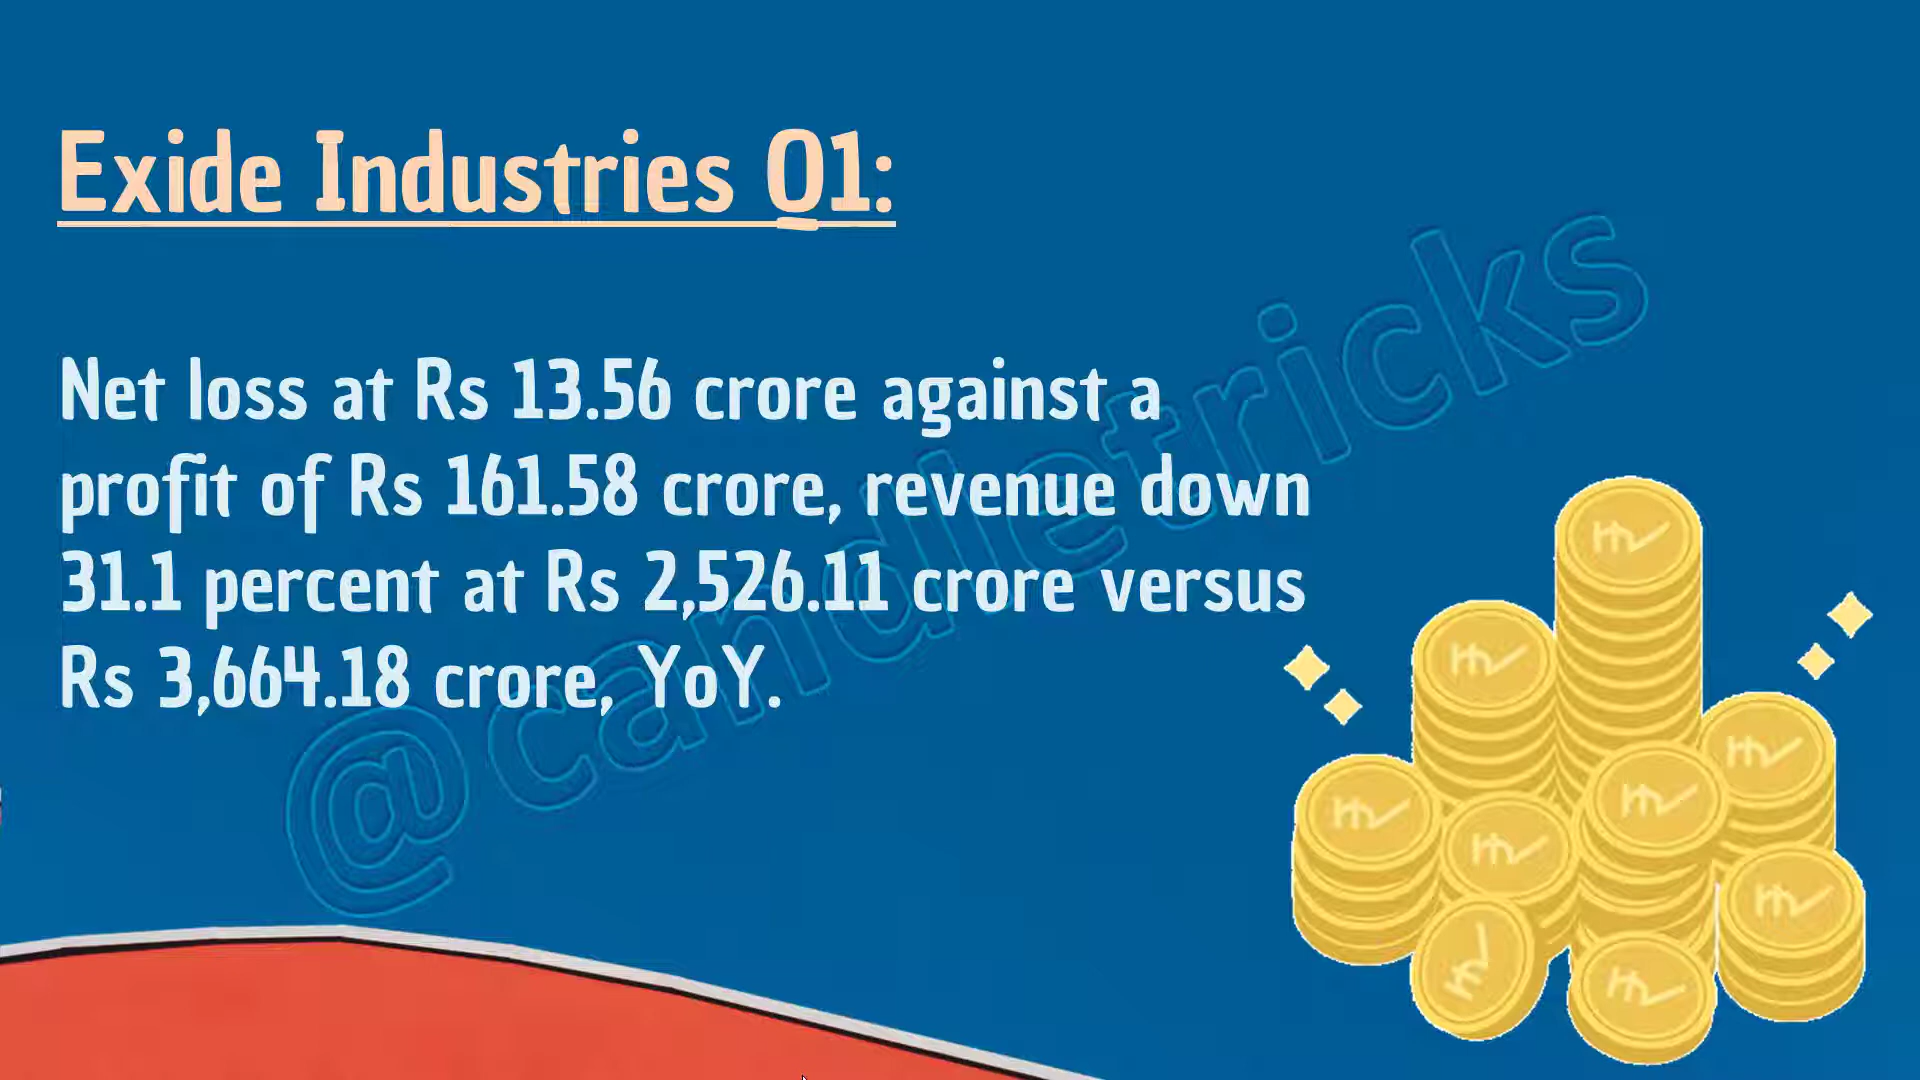 Exide Industries Q1:
Net loss at Rs 13.56 crore against a
profit of Rs 161.58 crore, revenue down
31.1 percent at Rs 2,526.11 crore versus
Rs 3,664.18 crore, YoY.
@candletricks